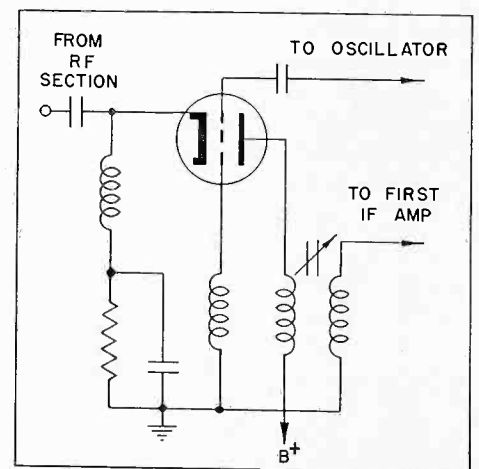 FROM
RF
SECTION
TO OSCILLATOR
TO FIRST
IF AMP
B+